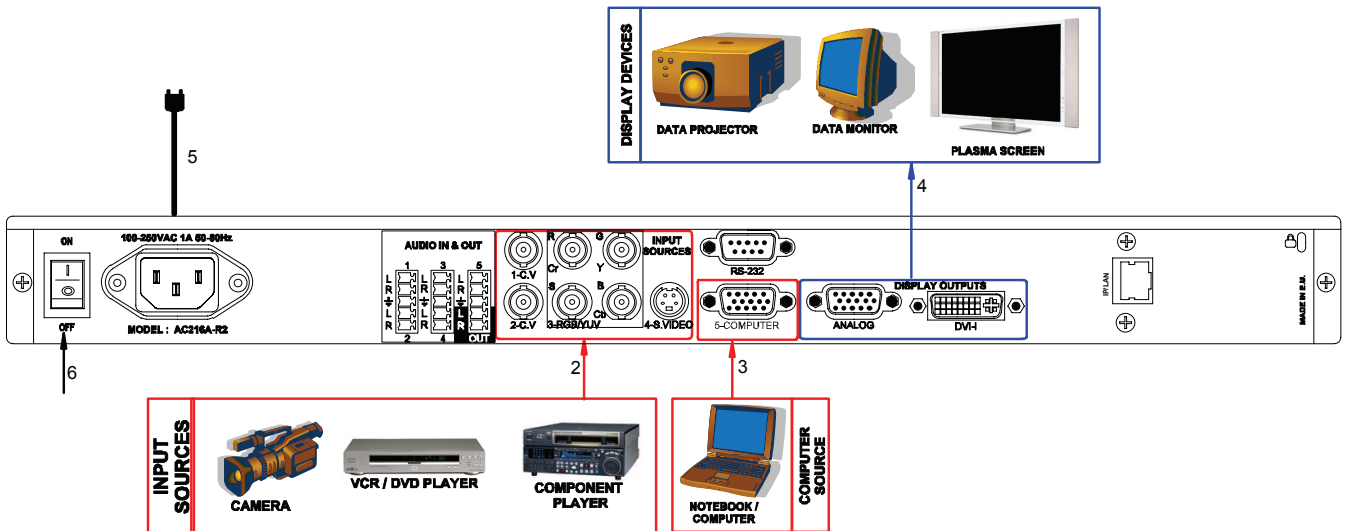 DISPLAY DEVICES
DATA PROJECTOR
DATA MONITOR
PLASMA SCREEN
5
4
ON
OFF
100-250VAC 1A 50-60Hz
MODEL : AC216A-R2
AUDIO IN & OUT
1 3 5
L L L
R R R
L L L
R R R
2 4 OUT
INPUT
SOURCES
1-C.V
R
Cr
G
Y
2-C.V
S
3-RGB/YUV
B
Cb
4-S.VIDEO
RS-232
5-COMPUTER
DISPLAY OUTPUTS
ANALOG
DVI-I
IP/LAN
MADE IN E.U.
6
2
3
INPUT
SOURCES
CAMERA
VCR / DVD PLAYER
COMPONENT
PLAYER
NOTEBOOK /
COMPUTER
COMPUTER
SOURCE